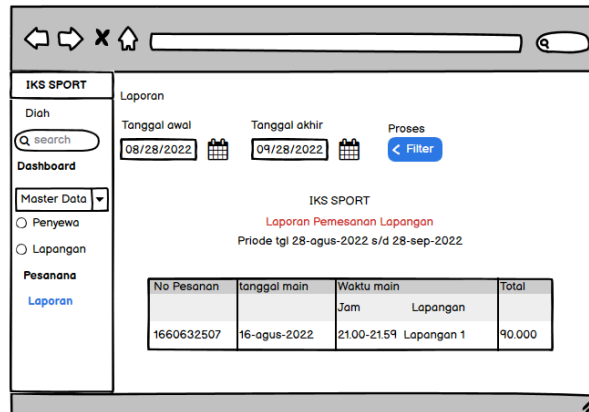 IKS SPORT
Diah
search
Dashboard
Master Data
Penyewa
Lapangan
Pesanana
Laporan
Laporan
Tanggal awal Tanggal akhir Proses
08/28/2022 09/28/2022 Filter
IKS SPORT
Laporan Pemesanan Lapangan
Priode tgl 28-agus-2022 s/d 28-sep-2022
No Pesanan tanggal main Waktu main Total
Jam Lapangan
1660632507 16-agus-2022 21.00-21.59 Lapangan 1 90.000